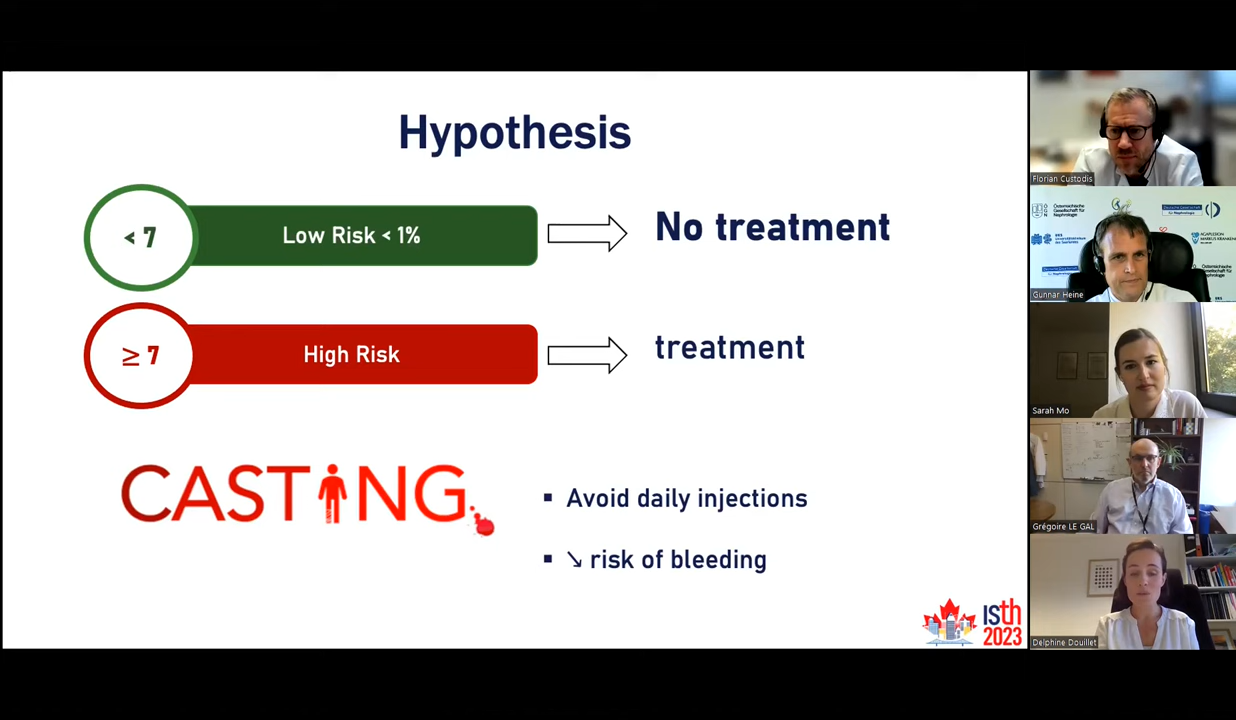 Hypothesis
< 7
Low Risk < 1%
No treatment
≥ 7
High Risk
treatment
CASTING
▪ Avoid daily injections
▪ ↘ risk of bleeding
ISth
2023
Florian Custodis
Gunnar Heine
Sarah Mo
Grégoire LE GAL
Delphine Douillet